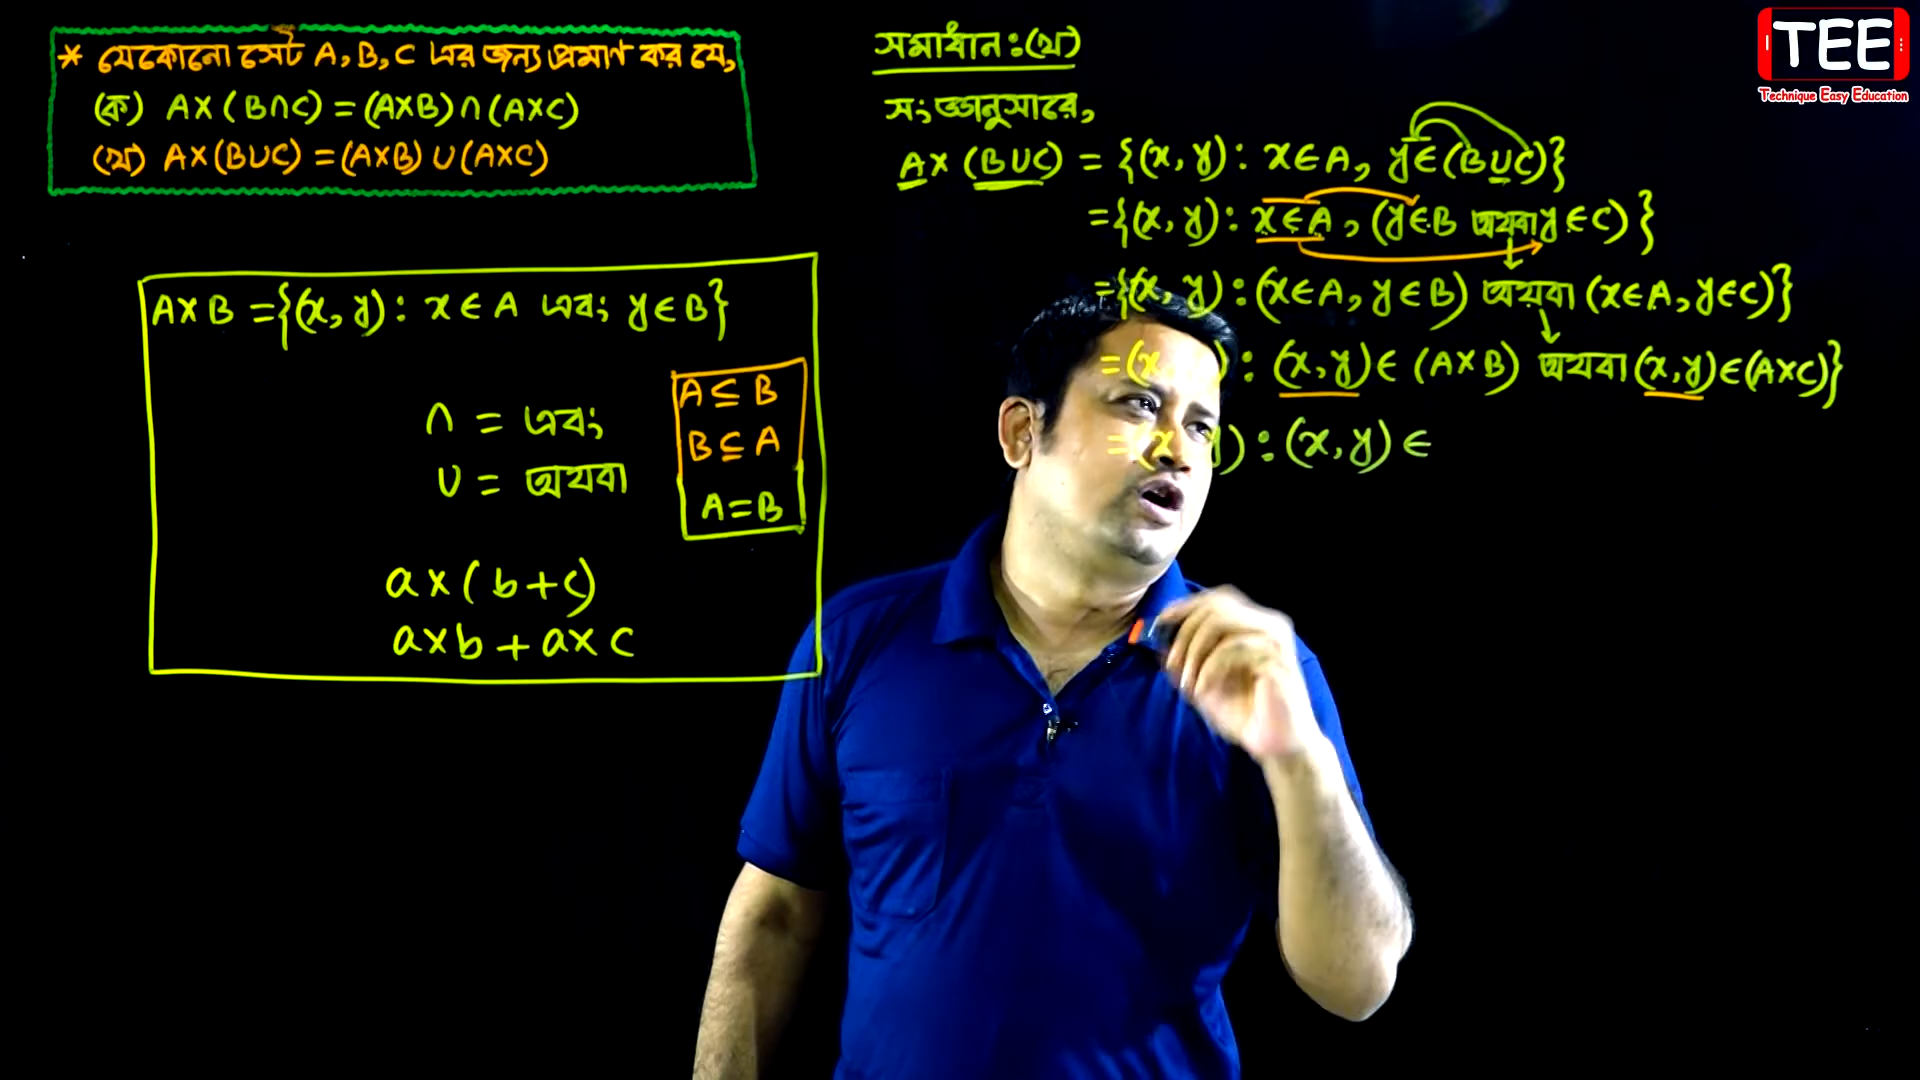 * যেকোনো সেট A, B, C এর জন্য প্রমাণ কর যে,
(ক) A×(B∩C) = (A×B)∩(A×C)
(খ) A×(B∪C) = (A×B)∪(A×C)
A×B = {(x, y) : x∈A এবং y∈B}
∩ = এবং
∪ = অথবা
A⊆B
B⊆A
A=B
a×(b+c)
a×b+a×c
সমাধান : (খ)
সংজ্ঞানুসারে,
A×(B∪C) = {(x, y) : x∈A, y∈(B∪C)}
= {(x, y) : x∈A, (y∈B অথবা y∈C)}
= {(x, y) : (x∈A, y∈B) অথবা (x∈A, y∈C)}
= (x, ) : (x, y)∈(A×B) অথবা (x, y)∈(A×C)}
= (x y) : (x, y)∈
TEE
Technique Easy Education